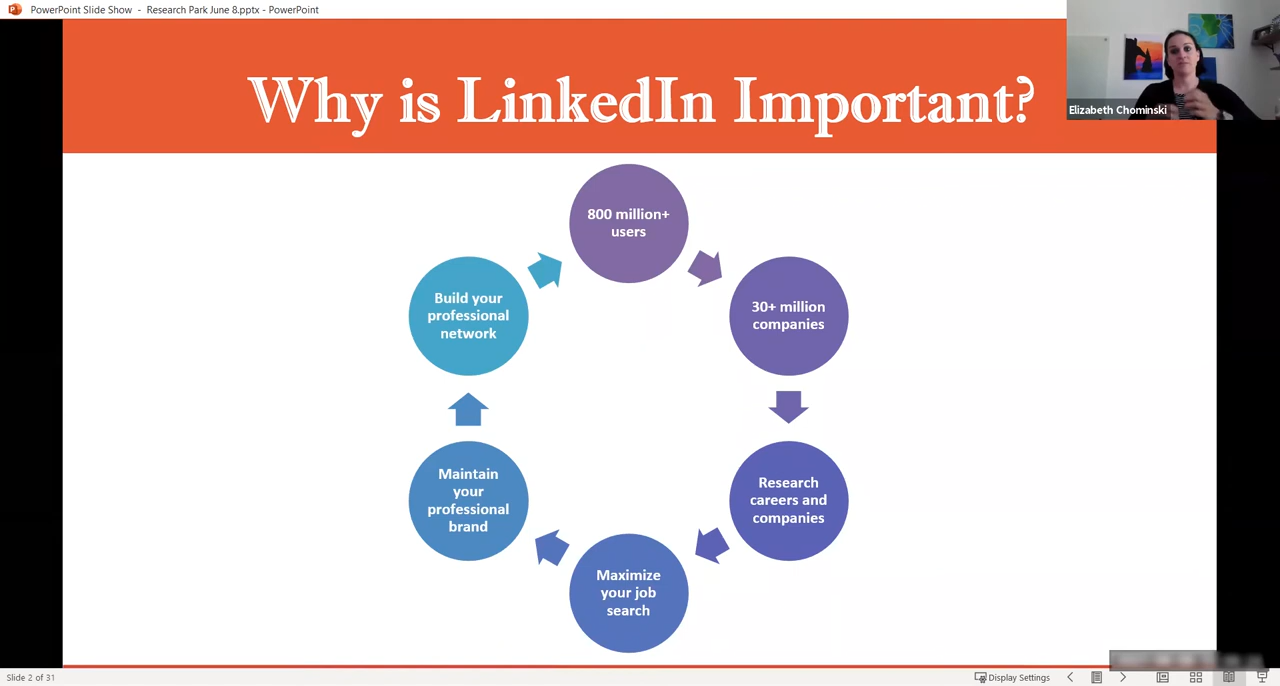 PowerPoint Slide Show - Research Park June 8.pptx - PowerPoint
Why is LinkedIn Important?
Elizabeth Chominski
800 million+
users
30+ million
companies
Research
careers and
companies
Maximize
your job
search
Maintain
your
professional
brand
Build your
professional
network
Slide 2 of 31
Display Settings